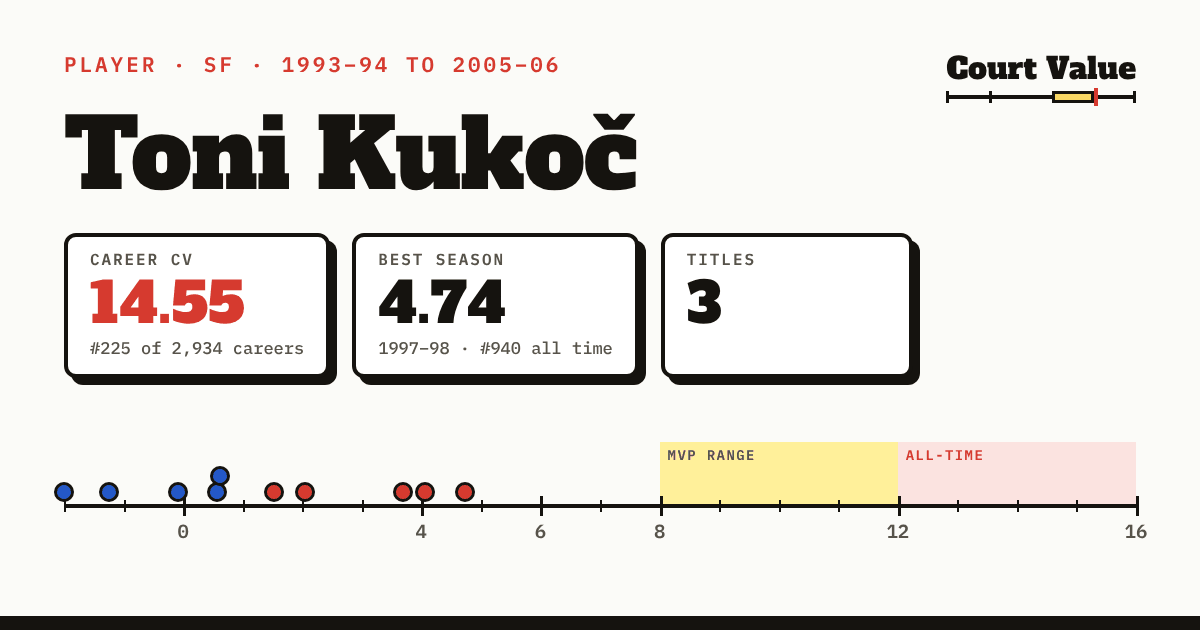 PLAYER · SF · 1993–94 TO 2005–06
Court Value
Toni Kukoč
CAREER CV
14.55
#225 of 2,934 careers
BEST SEASON
4.74
1997–98 · #940 all time
TITLES
3
MVP RANGE
ALL-TIME
0 4 6 8 12 16